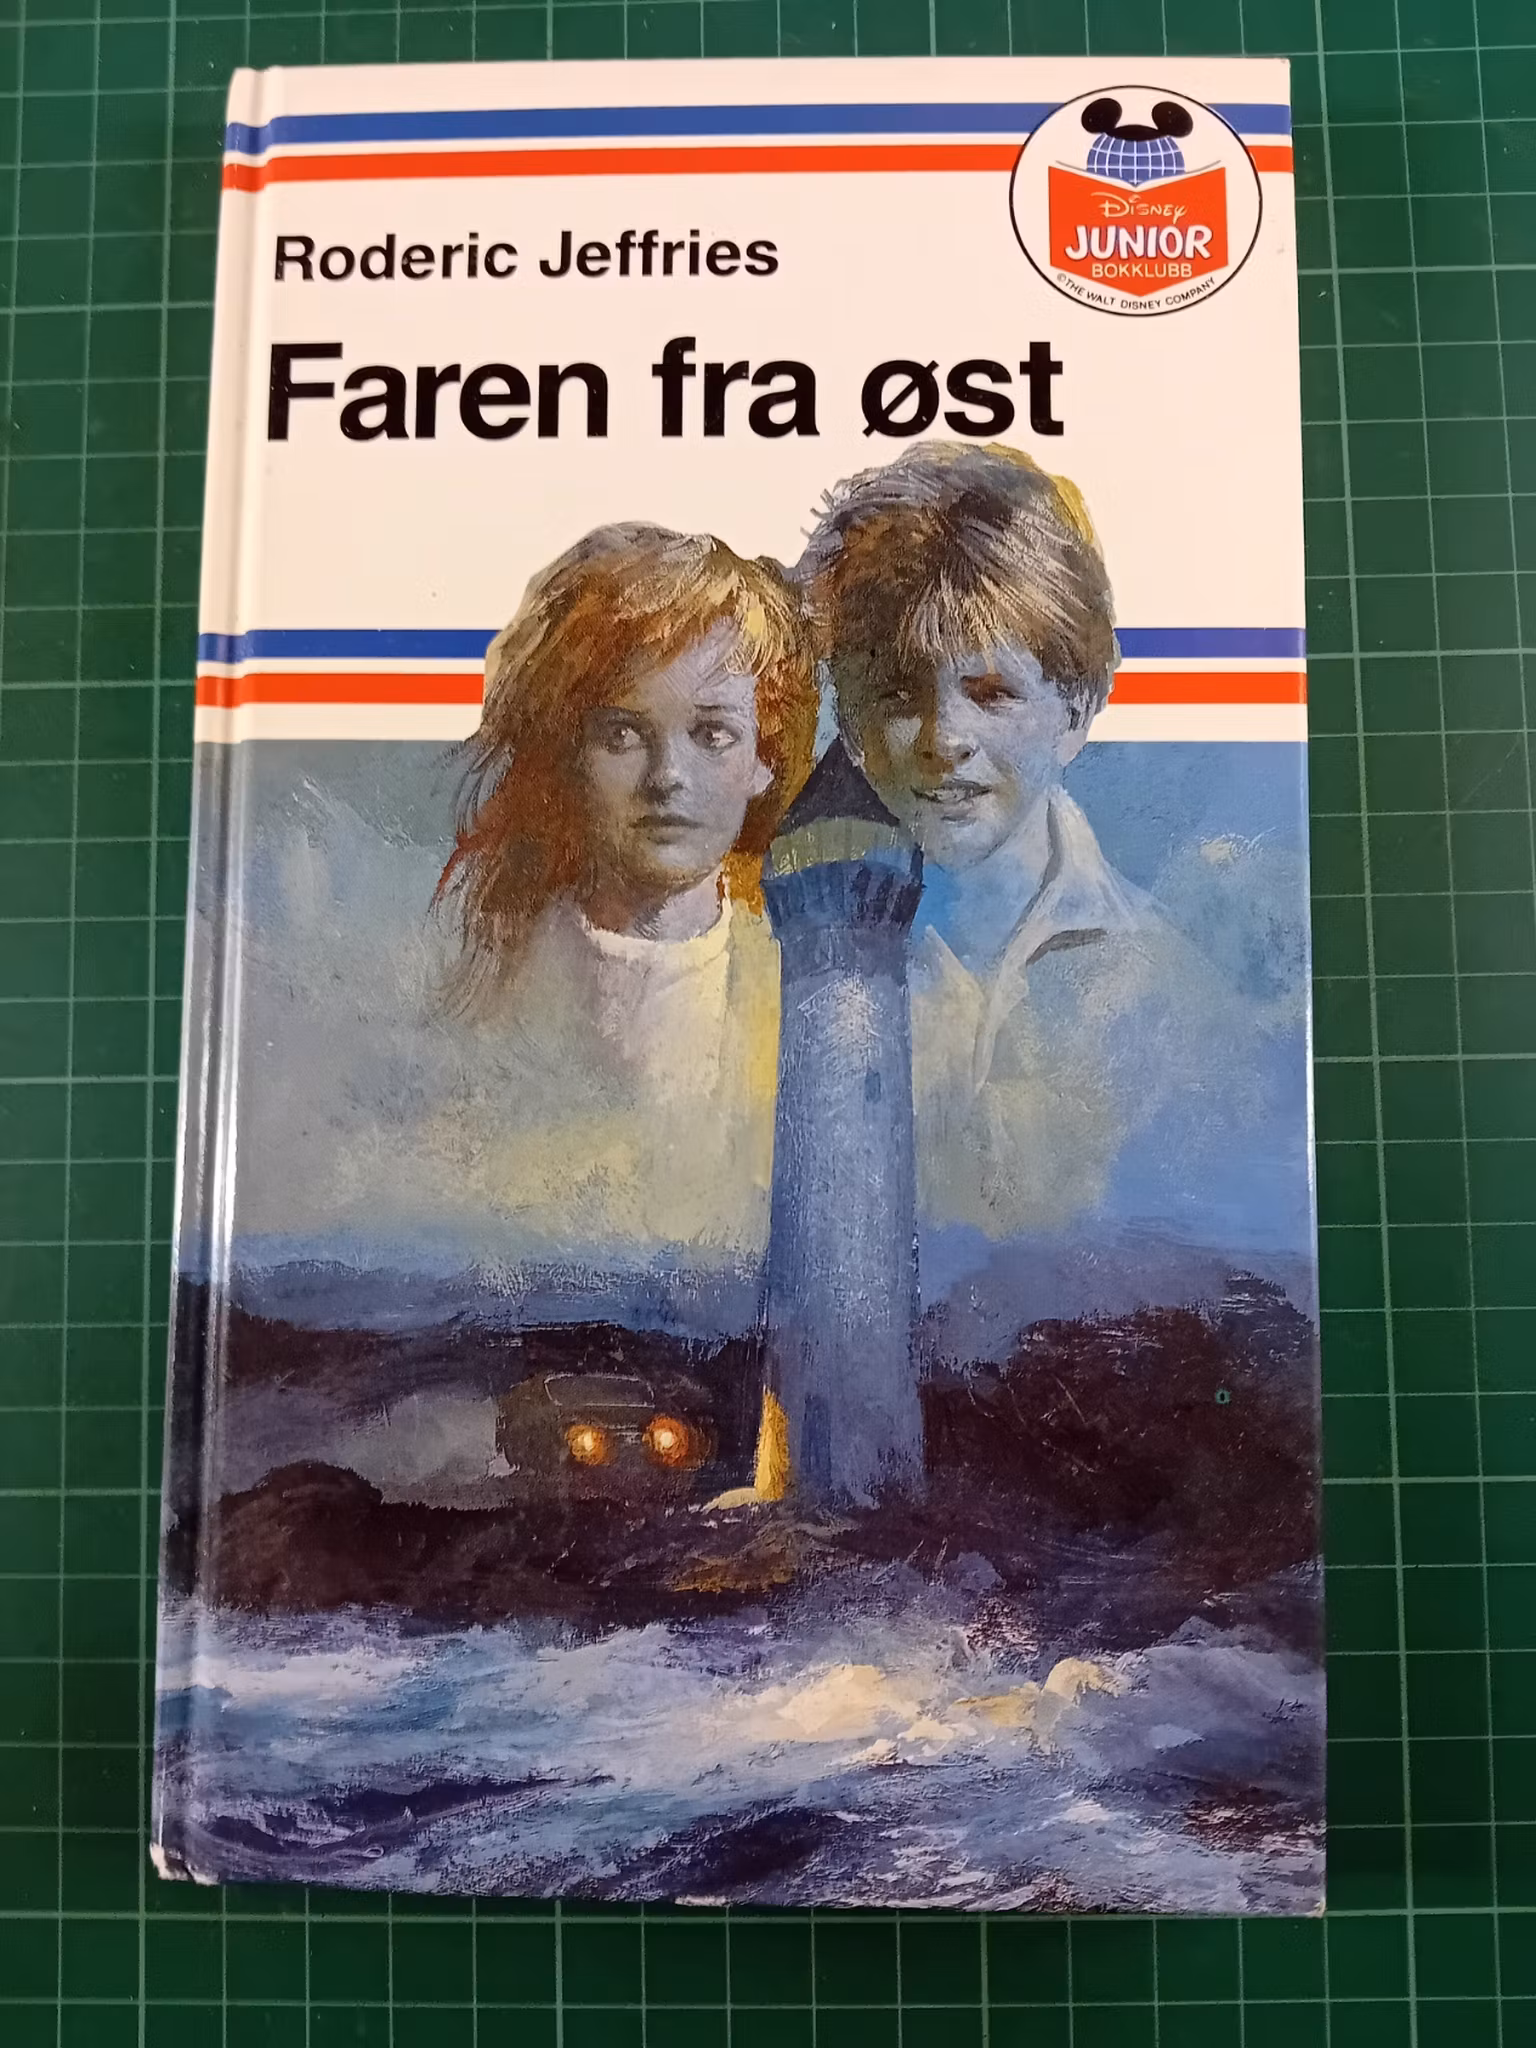 Roderic Jeffries
Faren fra øst
Disney
JUNIOR
BOKKLUBB
©THE WALT DISNEY COMPANY